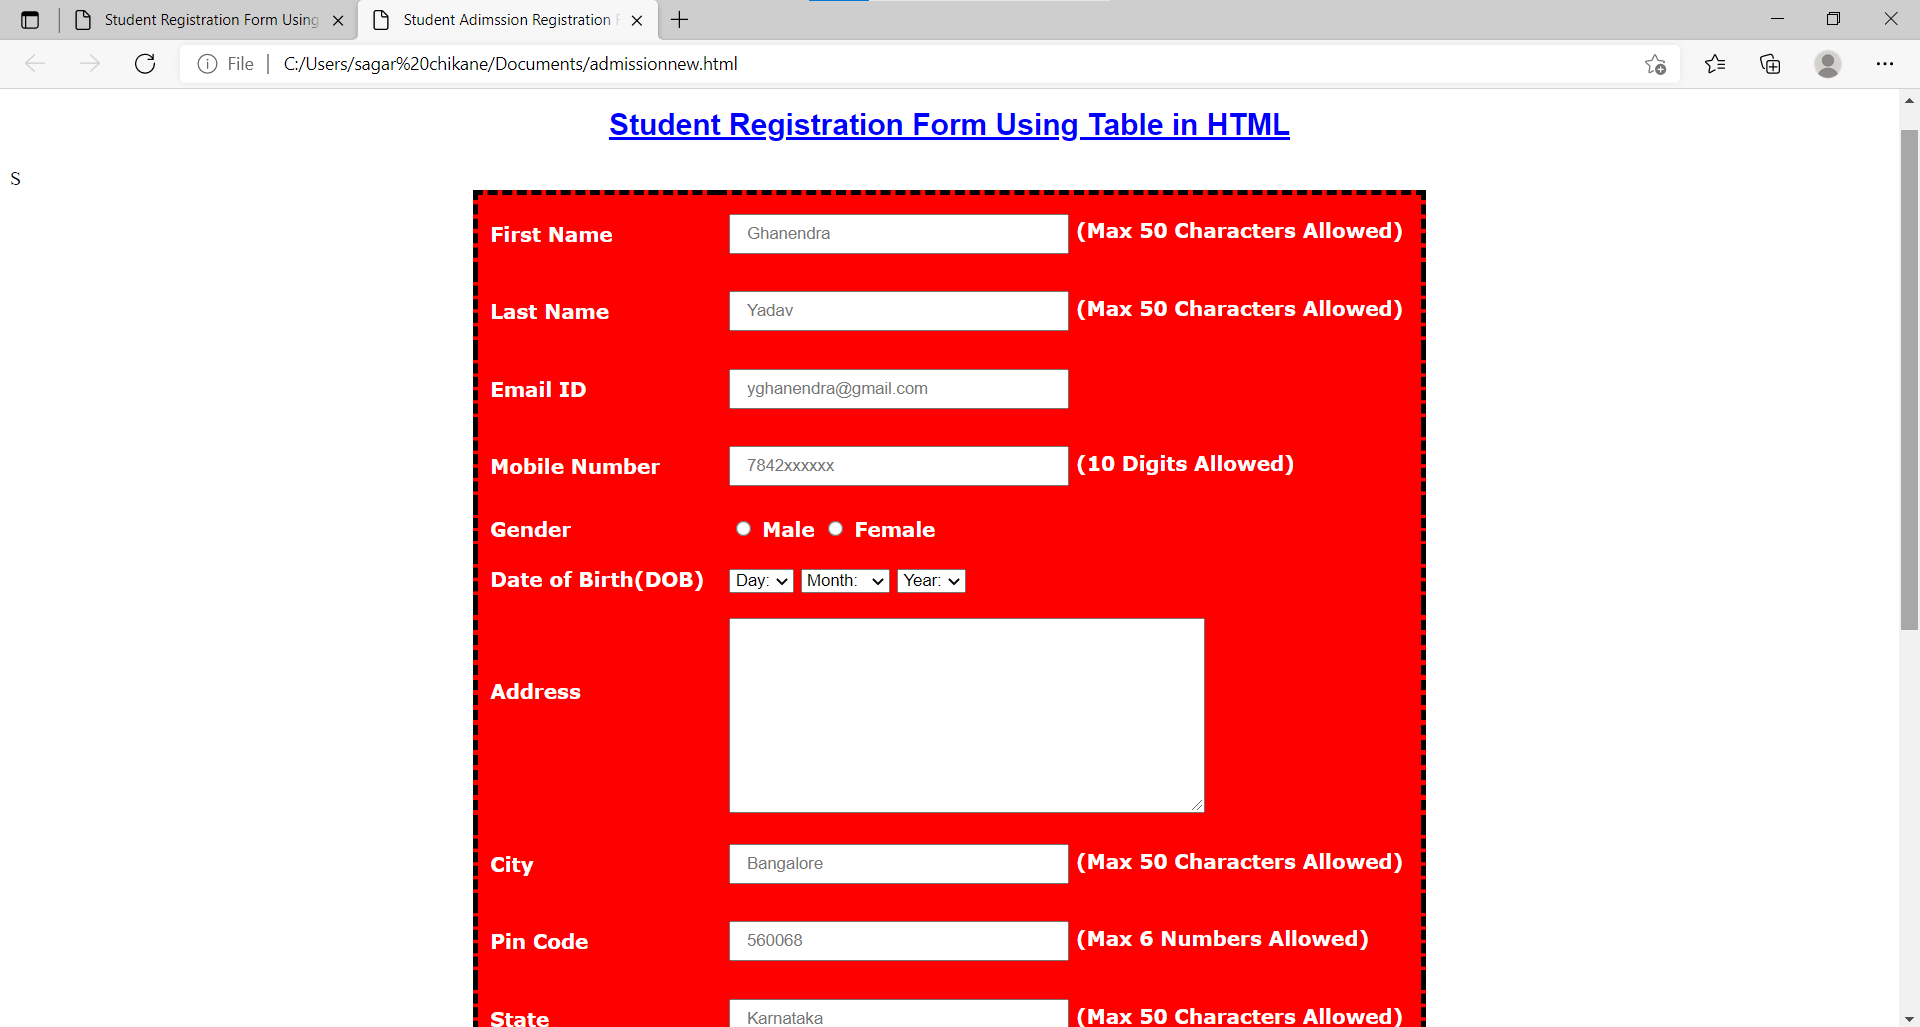 Student Registration Form Using
Student Adimssion Registration F
File
C:/Users/sagar%20chikane/Documents/admissionnew.html
Student Registration Form Using Table in HTML
S
First Name Ghanendra (Max 50 Characters Allowed)
Last Name Yadav (Max 50 Characters Allowed)
Email ID yghanendra@gmail.com
Mobile Number 7842xxxxxx (10 Digits Allowed)
Gender Male Female
Date of Birth(DOB) Day: Month: Year:
Address
City Bangalore (Max 50 Characters Allowed)
Pin Code 560068 (Max 6 Numbers Allowed)
State Karnataka (Max 50 Characters Allowed)